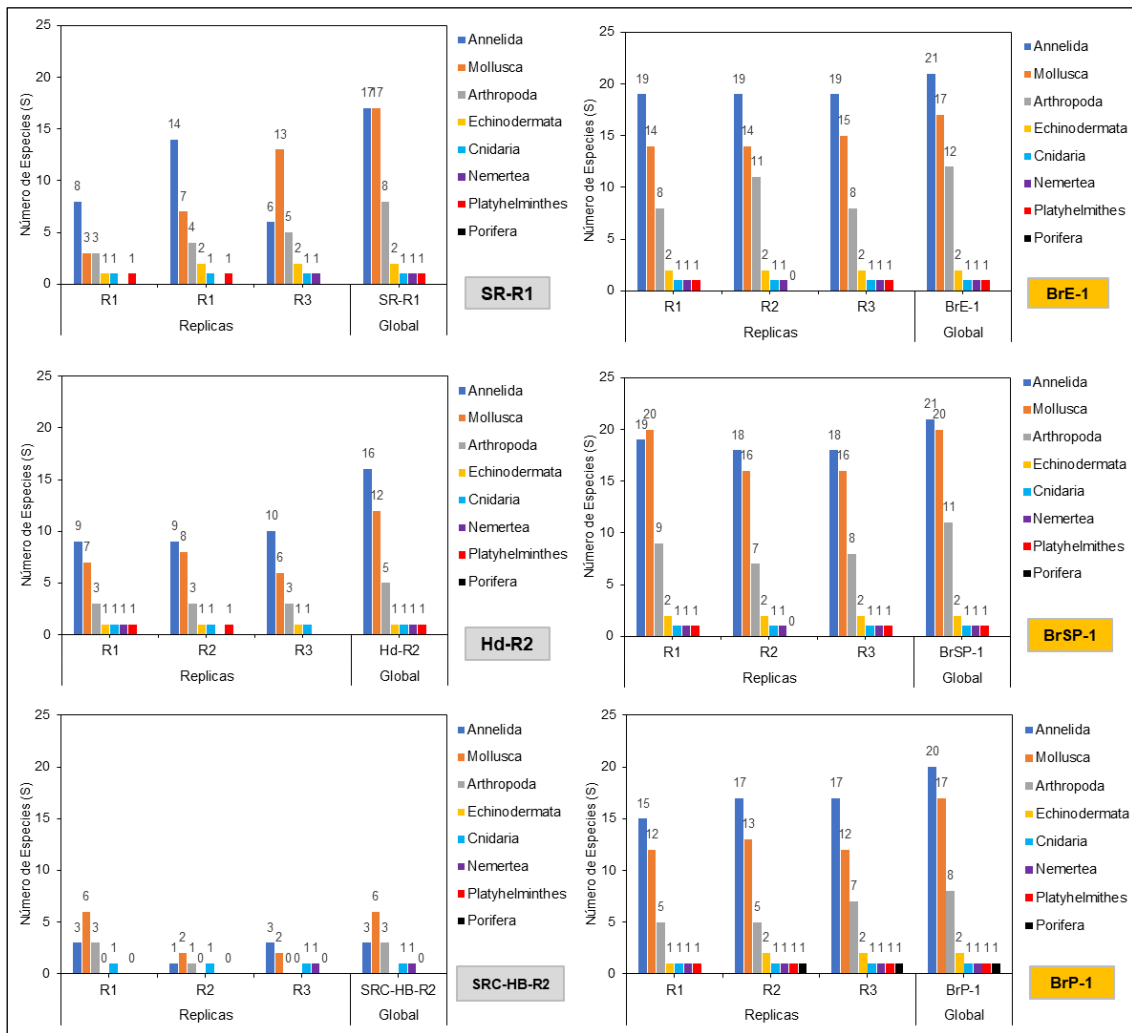 25
20
15
10
5
0
Número de Especies (S)
8 3 3 1 1 1
14 7 4 2 1 1
6 13 5 2 1 1
17 17 8 2 1 1 1
R1 R1 R3 SR-R1
Replicas Global
Annelida
Mollusca
Arthropoda
Echinodermata
Cnidaria
Nemertea
Platyhelminthes
Porifera
SR-R1
25
20
15
10
5
0
Número de Especies (S)
19 14 8 2 1 1 1
19 14 11 2 1 1 0
19 15 8 2 1 1 1
21 17 12 2 1 1 1
R1 R2 R3 BrE-1
Replicas Global
Annelida
Mollusca
Arthropoda
Echinodermata
Cnidaria
Nemertea
Platyhelmithes
Porifera
BrE-1
25
20
15
10
5
0
Número de Especies (S)
9 7 3 1 1 1 1
9 8 3 1 1 1
10 6 3 1 1
16 12 5 1 1 1 1
R1 R2 R3 Hd-R2
Replicas Global
Annelida
Mollusca
Arthropoda
Echinodermata
Cnidaria
Nemertea
Platyhelminthes
Porifera
Hd-R2
25
20
15
10
5
0
Número de Especies (S)
19 20 9 2 1 1 1
18 16 7 2 1 1 0
18 16 8 2 1 1 1
21 20 11 2 1 1 1
R1 R2 R3 BrSP-1
Replicas Global
Annelida
Mollusca
Arthropoda
Echinodermata
Cnidaria
Nemertea
Platyhelmithes
Porifera
BrSP-1
25
20
15
10
5
0
Número de Especies (S)
3 6 3 0 1 0
1 2 1 0 1 0
3 2 0 0 1 1 0
3 6 3 0 1 1 0
R1 R2 R3 SRC-HB-R2
Replicas Global
Annelida
Mollusca
Arthropoda
Echinodermata
Cnidaria
Nemertea
Platyhelminthes
Porifera
SRC-HB-R2
25
20
15
10
5
0
Número de Especies (S)
15 12 5 1 1 1 1
17 13 5 2 1 1 1 1
17 12 7 2 1 1 1 1
20 17 8 2 1 1 1 1
R1 R2 R3 BrP-1
Replicas Global
Annelida
Mollusca
Arthropoda
Echinodermata
Cnidaria
Nemertea
Platyhelmithes
Porifera
BrP-1